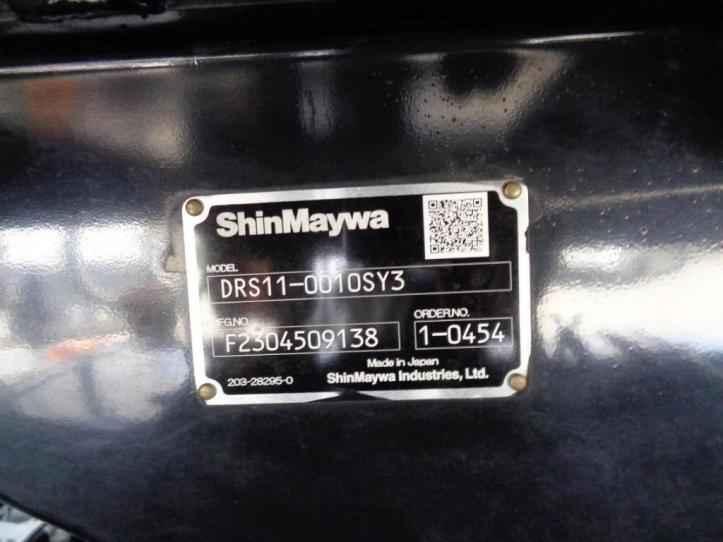 ShinMaywa
MODEL
DRS11-0010SY3
MFG.NO. ORDER.NO.
F2304509138 1-0454
Made in Japan
203-28295-0 ShinMaywa Industries, Ltd.